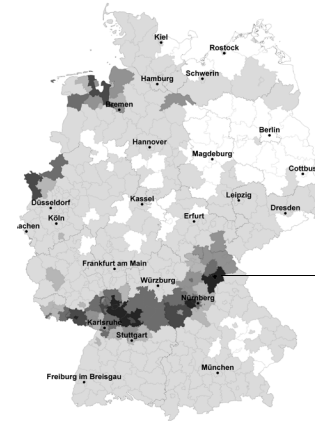 Kiel
Rostock
Schwerin
Hamburg
Bremen
Berlin
Hannover
Magdeburg
Cottbus
Düsseldorf
Kassel
Leipzig
Dresden
Köln
Erfurt
achen
Frankfurt am Main
Würzburg
Nürnberg
Karlsruhe
Stuttgart
München
Freiburg im Breisgau